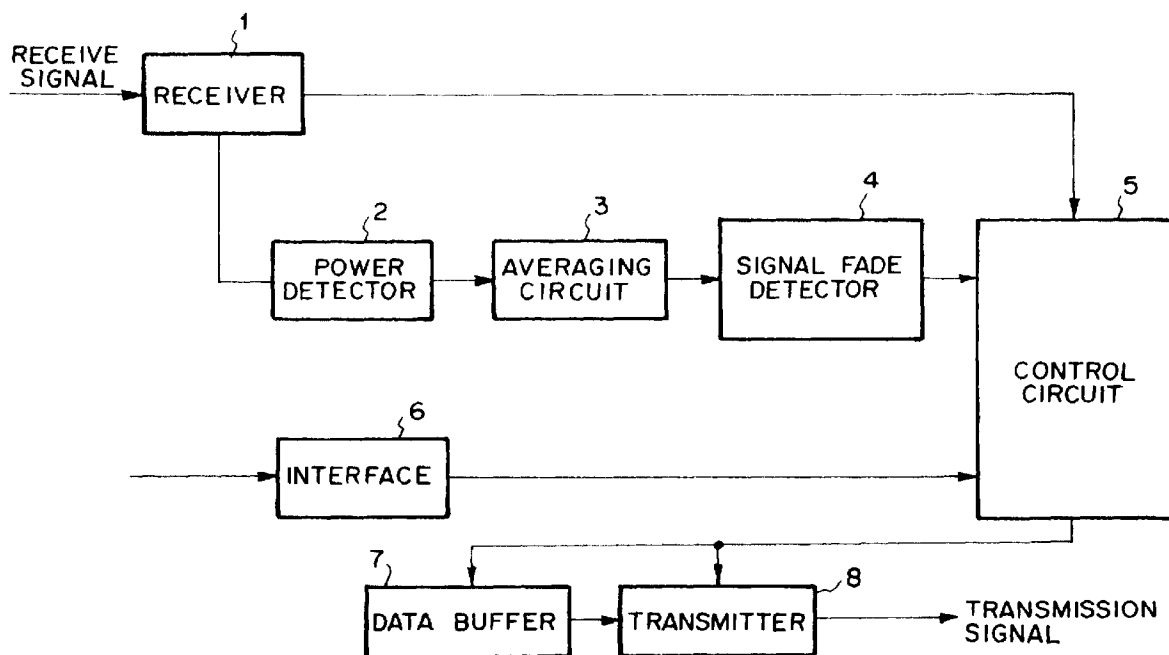 1
RECEIVE
SIGNAL
RECEIVER
2
POWER
DETECTOR
3
AVERAGING
CIRCUIT
4
SIGNAL FADE
DETECTOR
5
CONTROL
CIRCUIT
6
INTERFACE
7
DATA BUFFER
8
TRANSMITTER
TRANSMISSION
SIGNAL